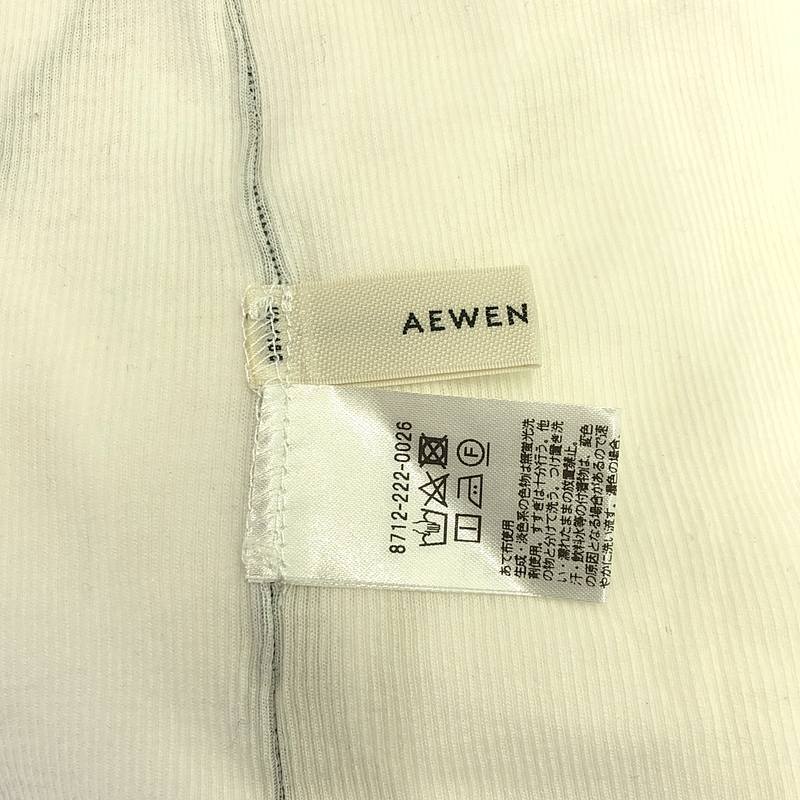 AEWEN
8712-222-0026
F
あて布使用
生成・淡色系の色物は無蛍光洗
剤使用。すすぎは十分行う。他
の物と分けて洗う。つけ置き洗
い・濡れたままの放置禁止。
汗・飲料水等の付着物は、変色
の原因となる場合があるので速
やかに洗い流す。濃色の場合、